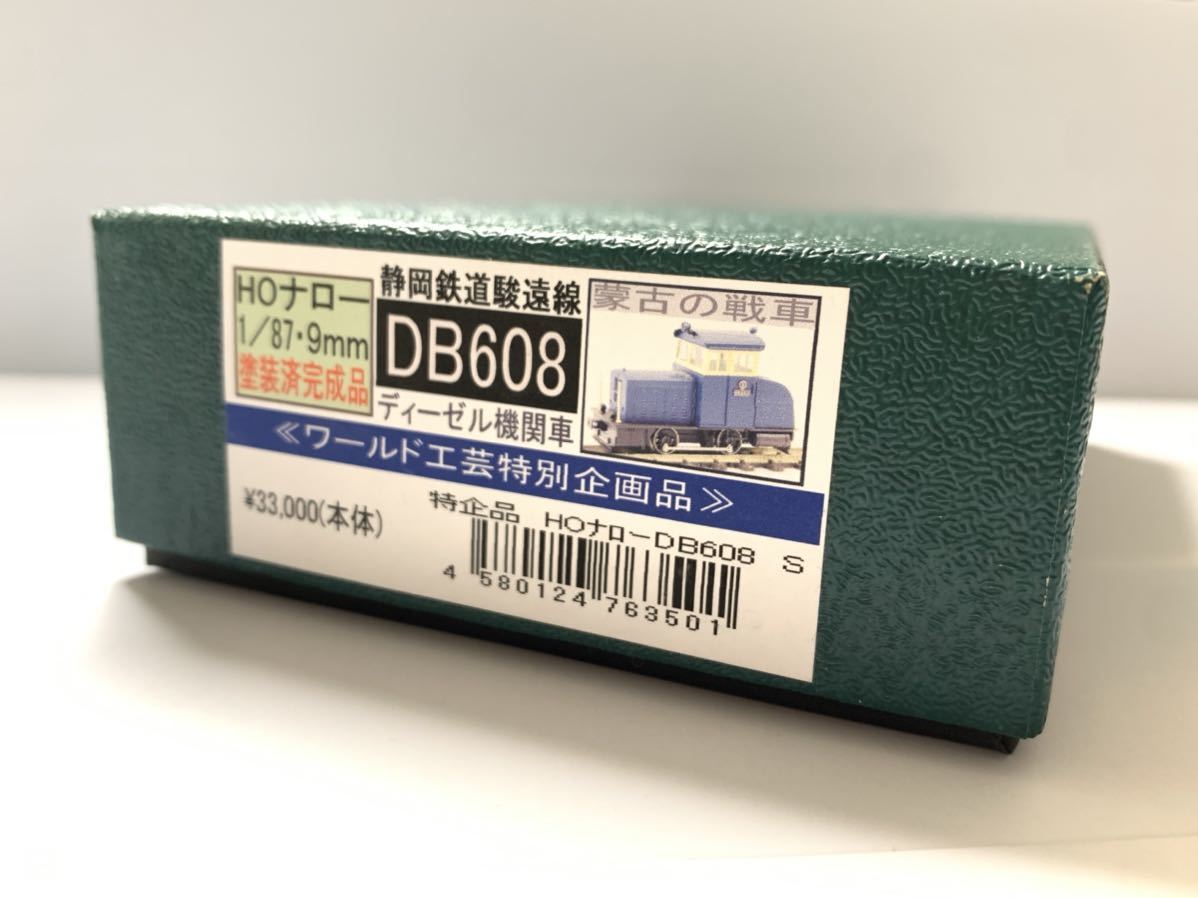 HOナロー
1/87・9mm
塗装済完成品
静岡鉄道駿遠線
DB608
ディーゼル機関車
蒙古の戦車
≪ワールド工芸特別企画品≫
¥33,000(本体)
特企品 HOナローDB608 S
4 580124 763501